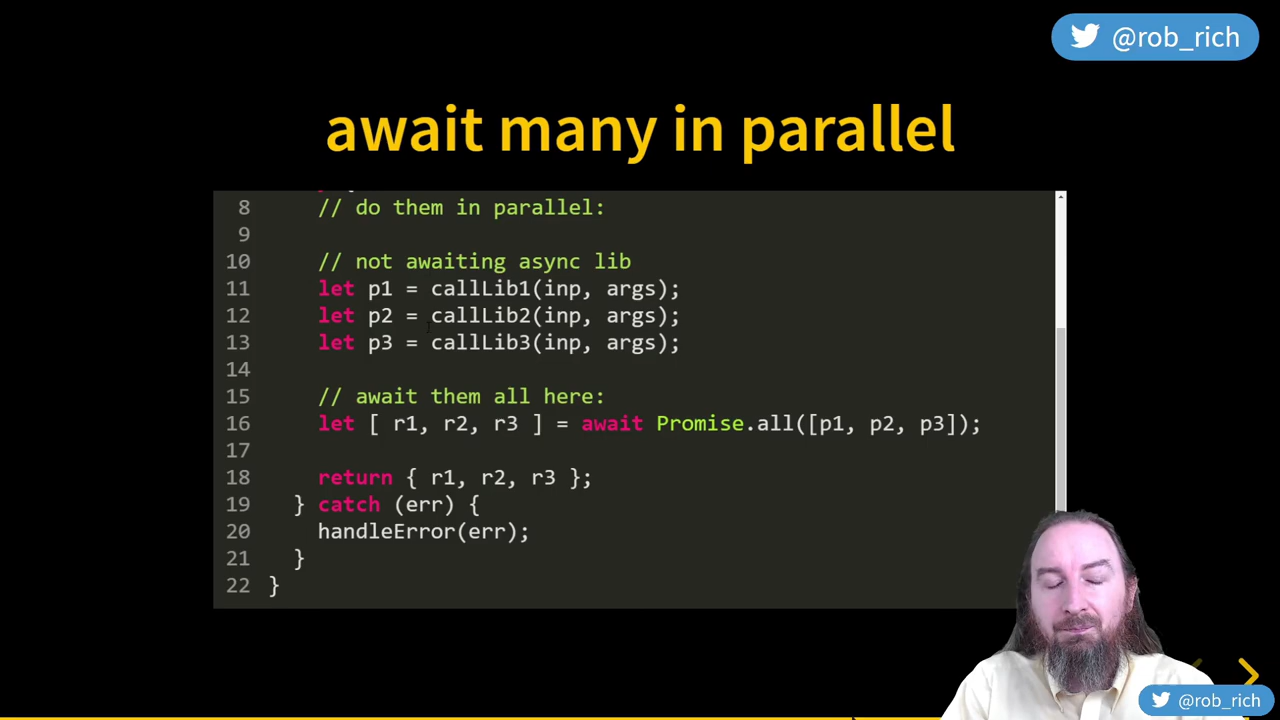 @rob_rich
await many in parallel
8 // do them in parallel:
9
10 // not awaiting async lib
11 let p1 = callLib1(inp, args);
12 let p2 = callLib2(inp, args);
13 let p3 = callLib3(inp, args);
14
15 // await them all here:
16 let [ r1, r2, r3 ] = await Promise.all([p1, p2, p3]);
17
18 return { r1, r2, r3 };
19 } catch (err) {
20 handleError(err);
21 }
22 }
@rob_rich